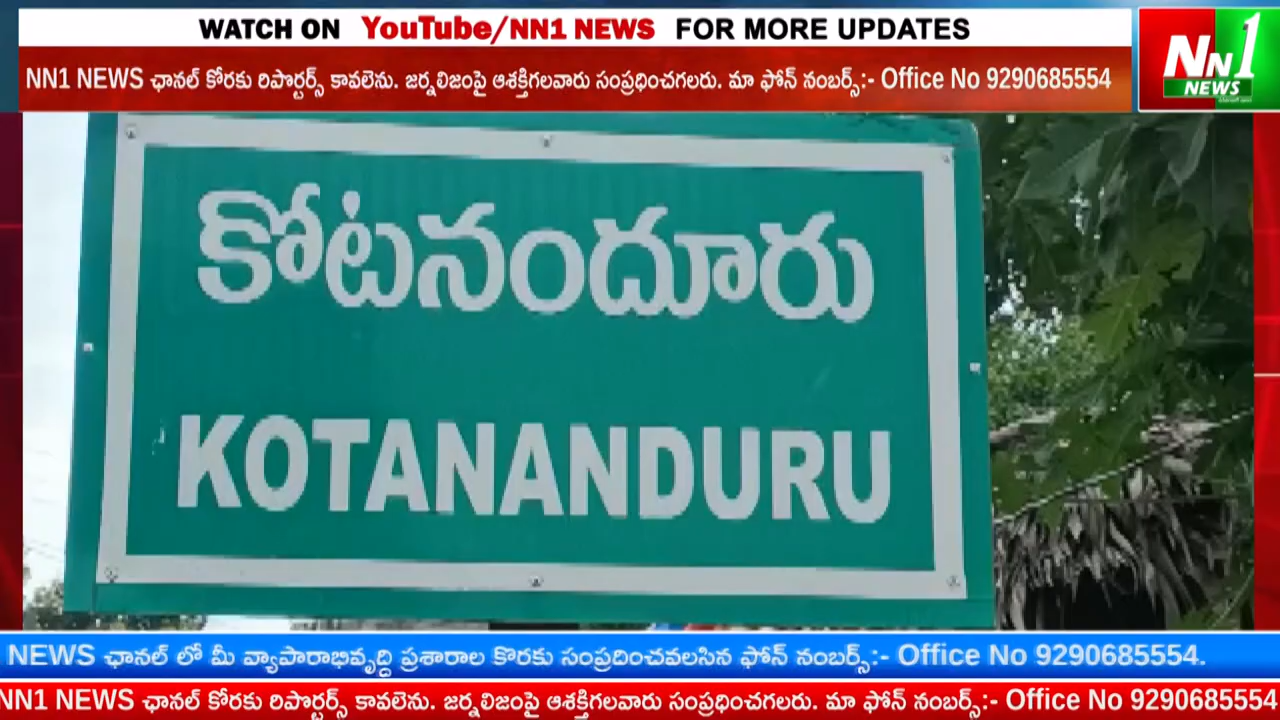 WATCH ON YouTube/NN1 NEWS FOR MORE UPDATES
NN1 NEWS ఛానల్ కోరకు రిపొర్టర్స్ కావలెను. జర్నలిజంపై ఆశక్తిగలవారు సంప్రధించగలరు. మా ఫోన్ నంబర్స్:- Office No 9290685554
NN1
NEWS
కోటనందూరు
KOTANANDURU
NEWS ఛానల్ లో మీ వ్యాపారాభివృద్ది ప్రశారాల కొరకు సంప్రదించవలసిన ఫోన్ నంబర్స్:- Office No 9290685554.
NN1 NEWS ఛానల్ కోరకు రిపొర్టర్స్ కావలెను. జర్నలిజంపై ఆశక్తిగలవారు సంప్రధించగలరు. మా ఫోన్ నంబర్స్:- Office No 9290685554